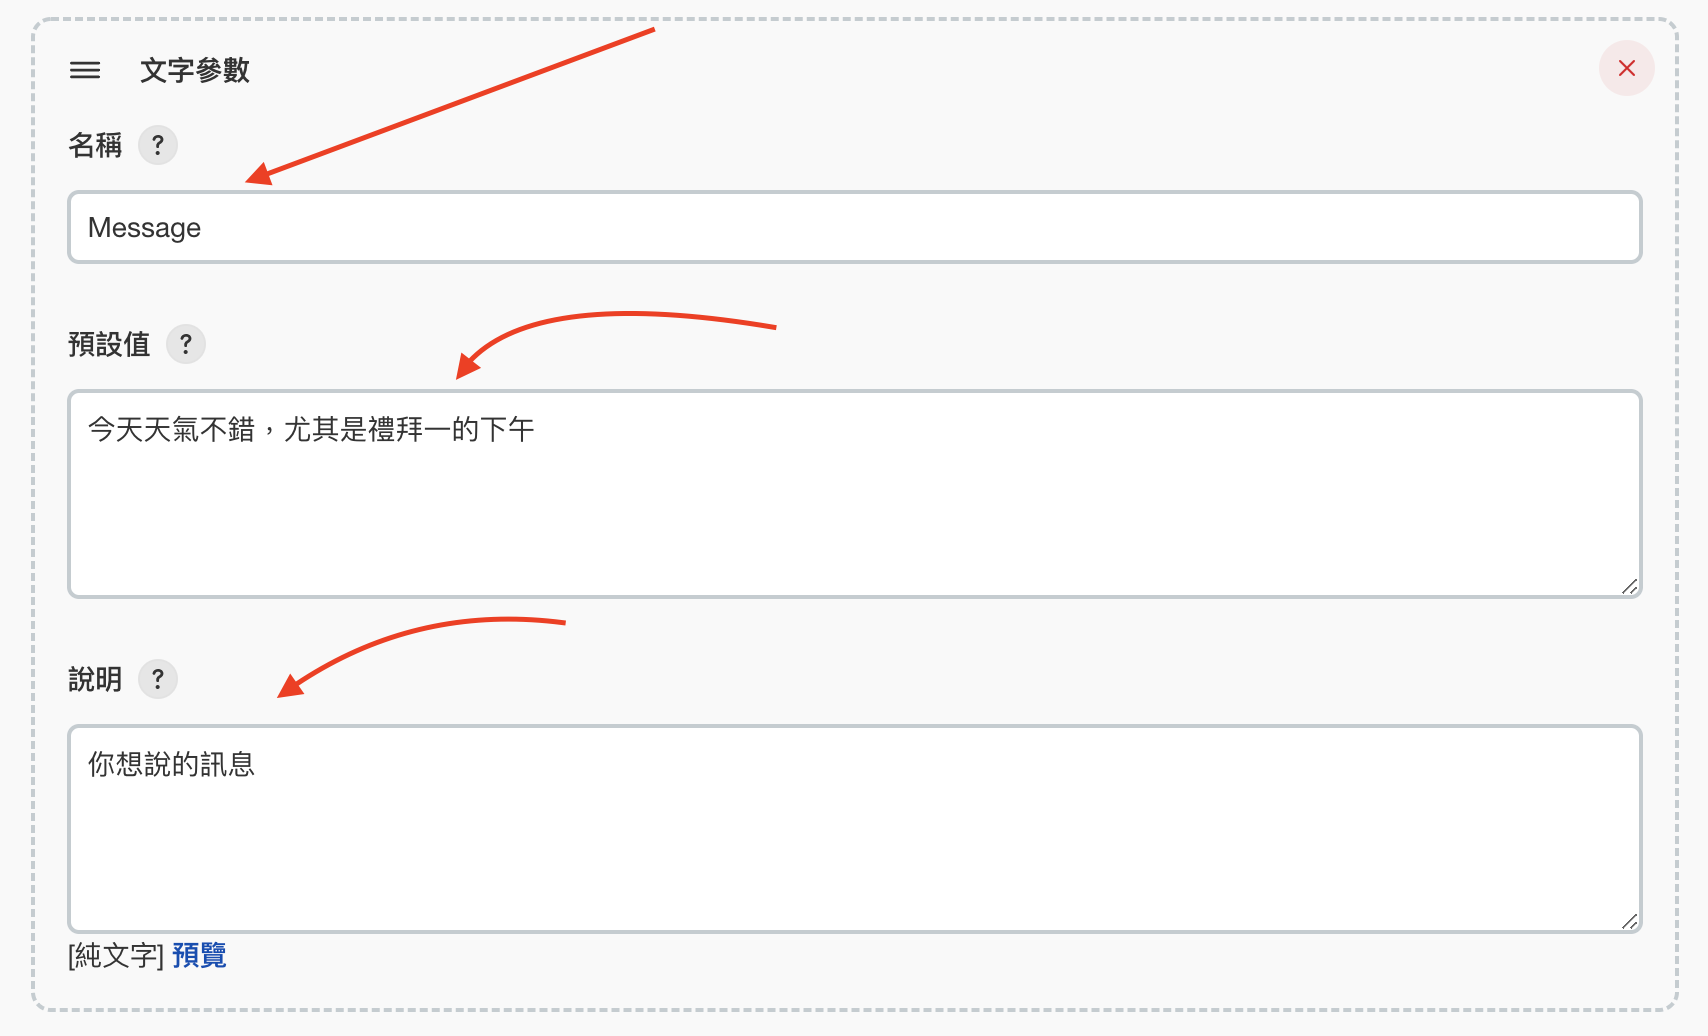 文字參數
名稱 ?
Message
預設值 ?
今天天氣不錯，尤其是禮拜一的下午
說明 ?
你想說的訊息
[純文字] 預覽